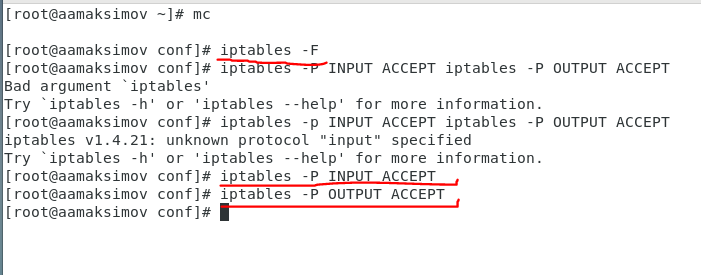 [root@aamaksimov ~]# mc
[root@aamaksimov conf]# iptables -F
[root@aamaksimov conf]# iptables -P INPUT ACCEPT iptables -P OUTPUT ACCEPT
Bad argument `iptables'
Try `iptables -h' or 'iptables --help' for more information.
[root@aamaksimov conf]# iptables -p INPUT ACCEPT iptables -P OUTPUT ACCEPT
iptables v1.4.21: unknown protocol "input" specified
Try `iptables -h' or 'iptables --help' for more information.
[root@aamaksimov conf]# iptables -P INPUT ACCEPT
[root@aamaksimov conf]# iptables -P OUTPUT ACCEPT
[root@aamaksimov conf]#